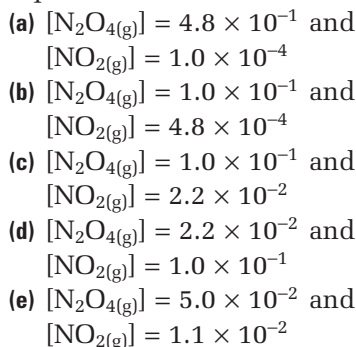 (a) [N₂O₄(g)] = 4.8 × 10⁻¹ and
[NO₂(g)] = 1.0 × 10⁻⁴
(b) [N₂O₄(g)] = 1.0 × 10⁻¹ and
[NO₂(g)] = 4.8 × 10⁻⁴
(c) [N₂O₄(g)] = 1.0 × 10⁻¹ and
[NO₂(g)] = 2.2 × 10⁻²
(d) [N₂O₄(g)] = 2.2 × 10⁻² and
[NO₂(g)] = 1.0 × 10⁻¹
(e) [N₂O₄(g)] = 5.0 × 10⁻² and
[NO₂(g)] = 1.1 × 10⁻²